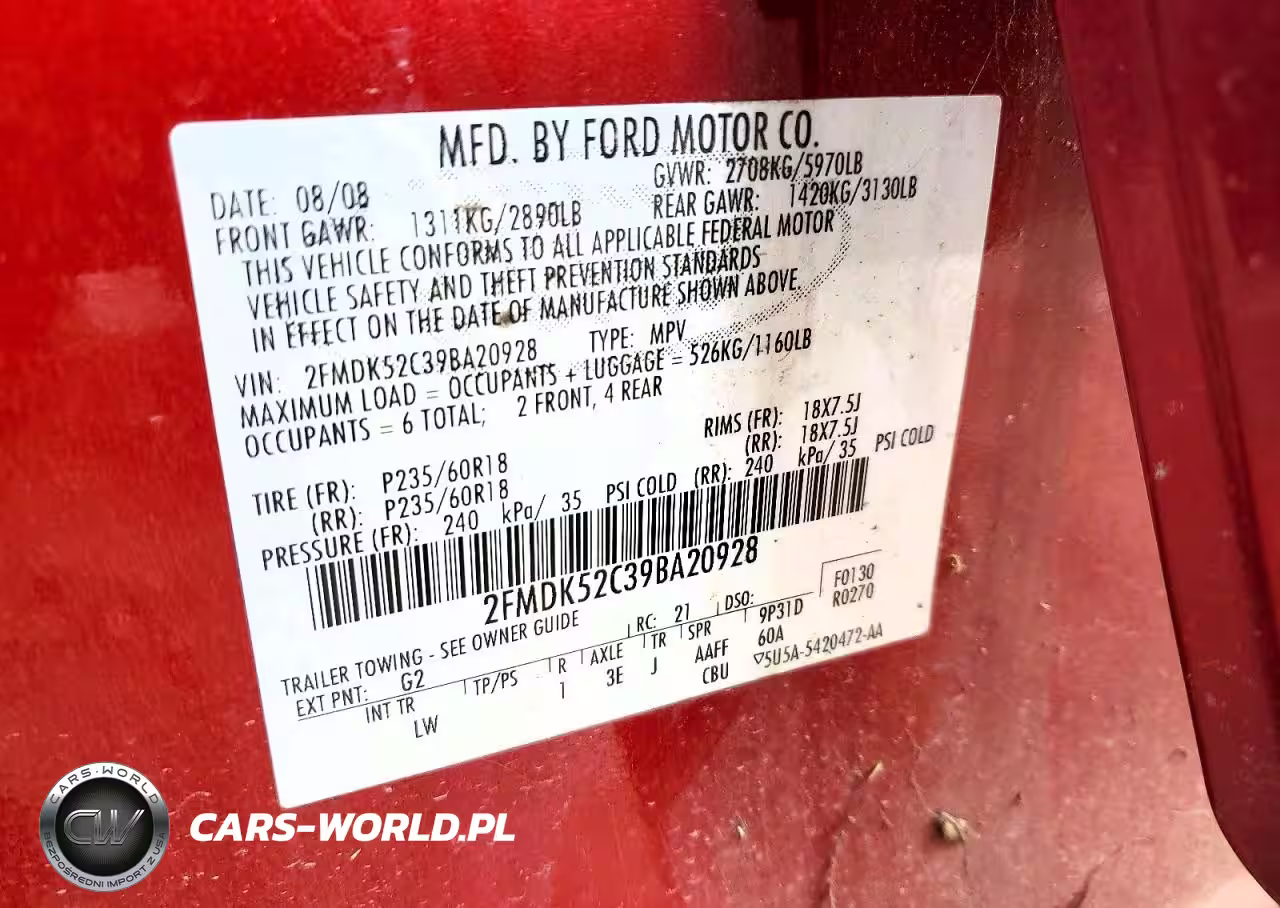 MFD. BY FORD MOTOR CO.
DATE: 08/08 GVWR: 2708KG/5970LB
FRONT GAWR: 1311KG/2890LB REAR GAWR: 1420KG/3130LB
THIS VEHICLE CONFORMS TO ALL APPLICABLE FEDERAL MOTOR
VEHICLE SAFETY AND THEFT PREVENTION STANDARDS
IN EFFECT ON THE DATE OF MANUFACTURE SHOWN ABOVE.
VIN: 2FMDK52C39BA20928 TYPE: MPV
MAXIMUM LOAD = OCCUPANTS + LUGGAGE = 526KG/1160LB
OCCUPANTS = 6 TOTAL; 2 FRONT, 4 REAR
TIRE (FR): P235/60R18 RIMS (FR): 18X7.5J
(RR): P235/60R18 (RR): 18X7.5J
PRESSURE (FR): 240 kPa/ 35 PSI COLD (RR): 240 kPa/ 35 PSI COLD
2FMDK52C39BA20928
TRAILER TOWING - SEE OWNER GUIDE
F0130
EXT PNT: G2 RC: 21 DSO: R0270
INT TR TP/PS R AXLE TR SPR 9P31D
LW 1 3E J AAFF 60A
CBU ▽5U5A-5420472-AA
CARS-WORLD
CW
BEZPOŚREDNI IMPORT Z USA
CARS-WORLD.PL